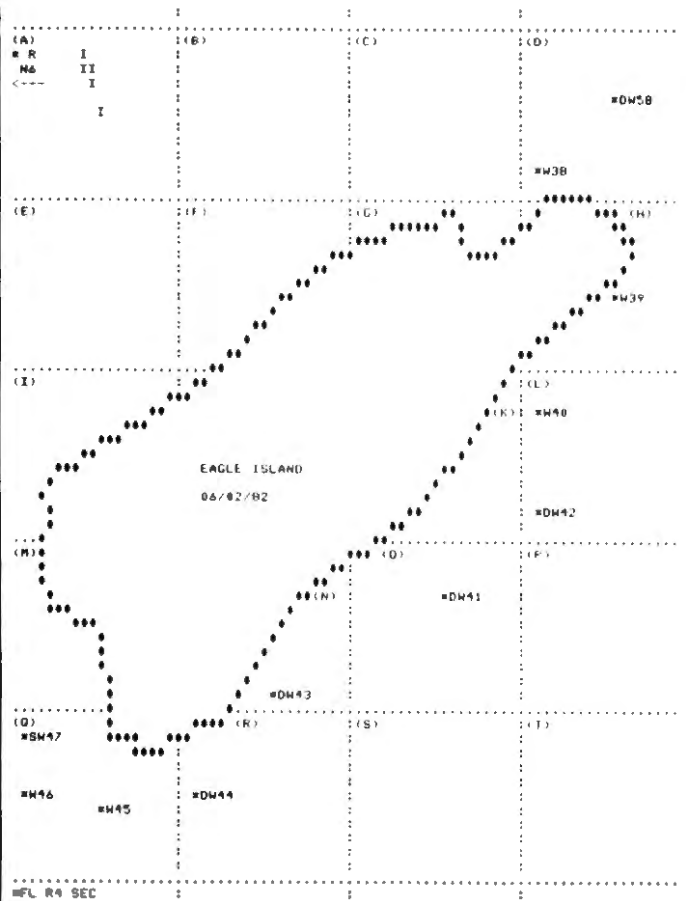 (A) (B) (C) (D)
* R I
N6 II
<--- I
I
*DW58
*W38
(E) (F) (G) (H)
*W39
(I) (L)
(K) *W40
EAGLE ISLAND
06/02/82
*DW42
(M) (O) (P)
(N) *DW41
*DW43
(Q) (R) (S) (T)
*SW47
*W46 *DW44
*W45
*FL R4 SEC